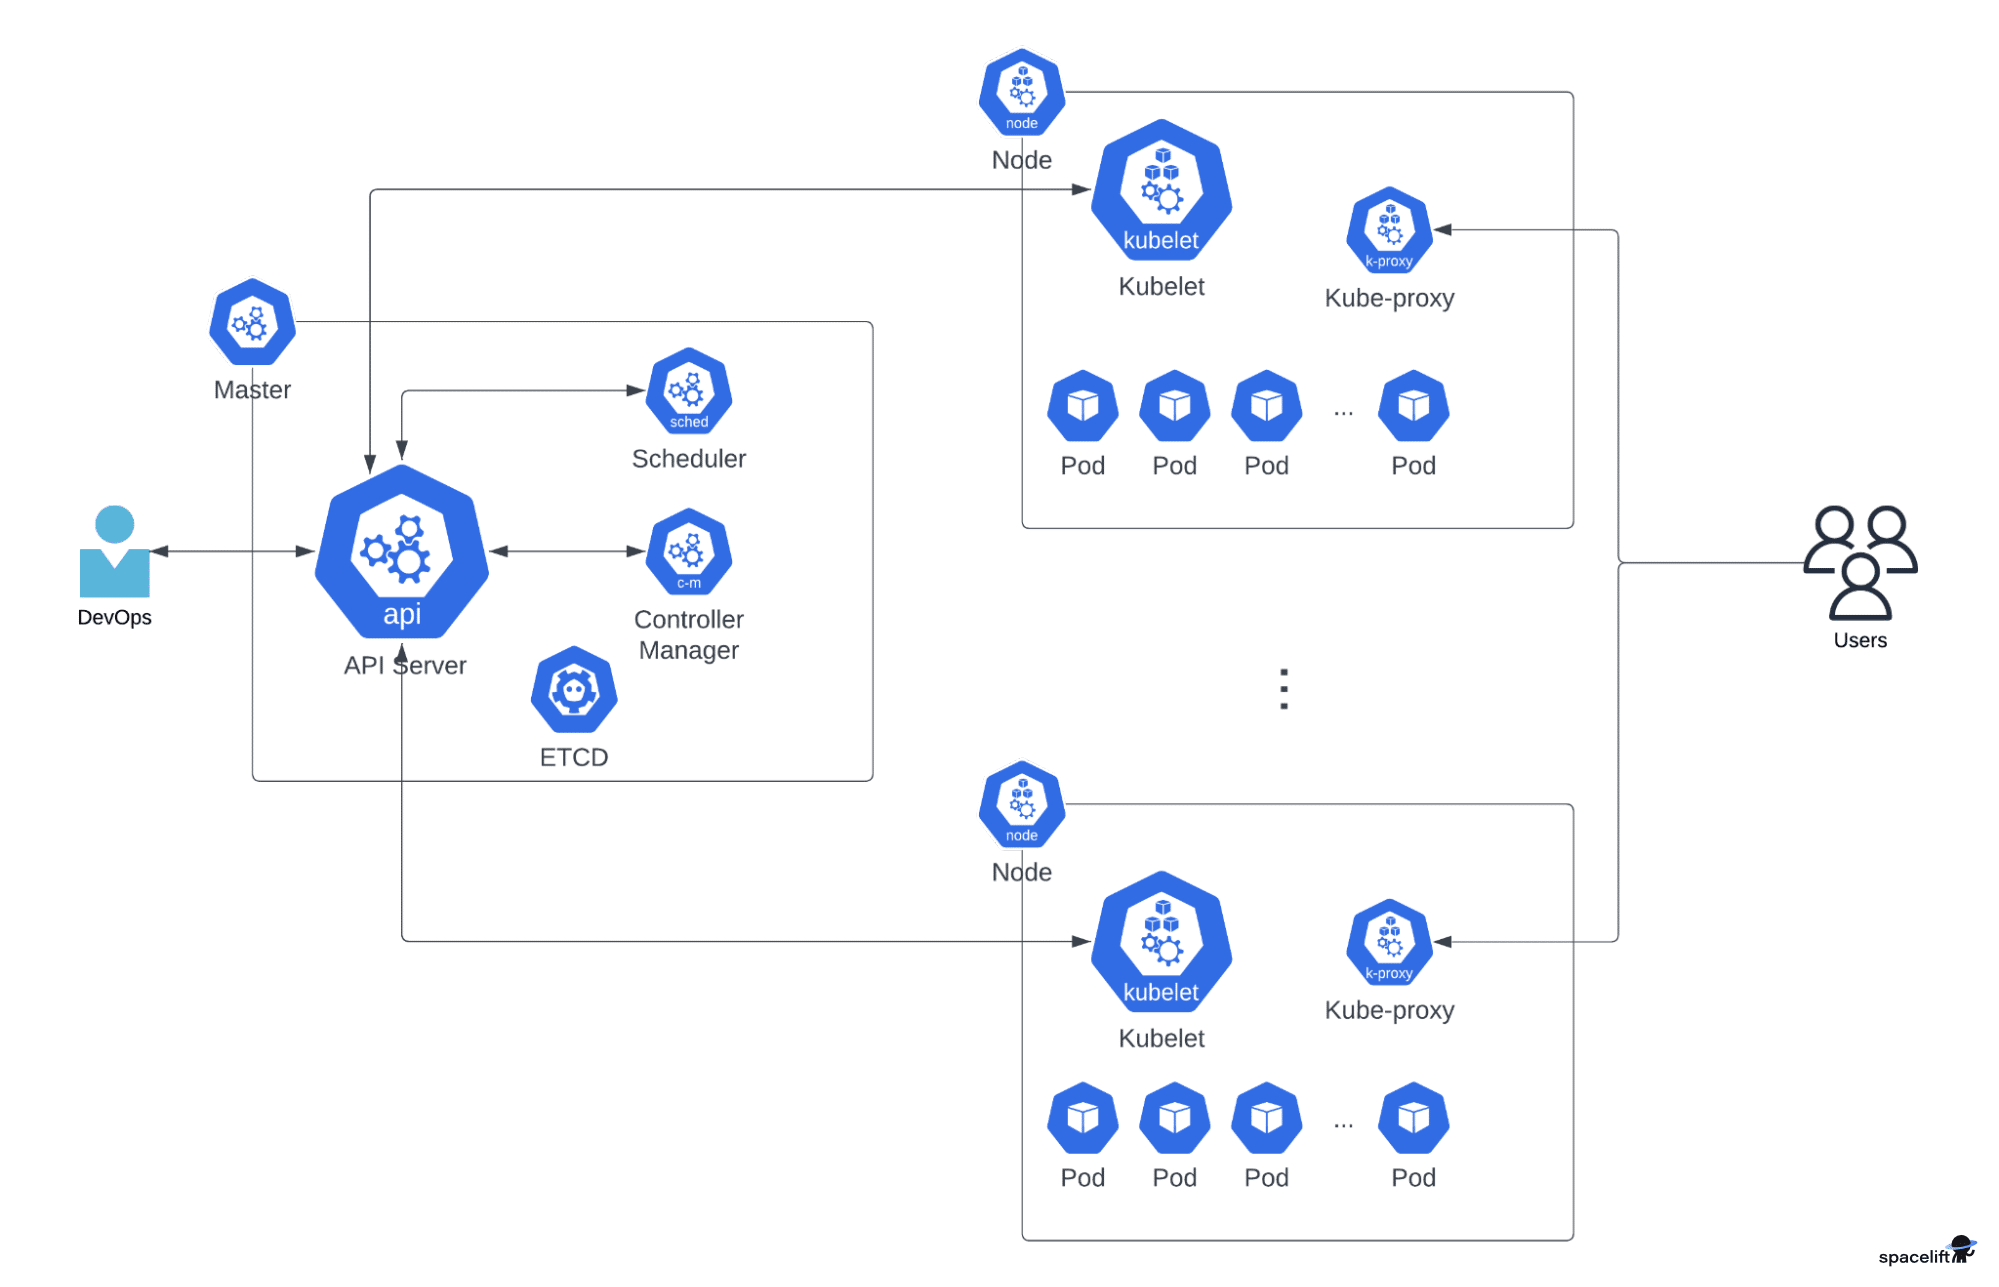 node
Node
kubelet
Kubelet
k-proxy
Kube-proxy
Pod
Pod
Pod
...
Pod
Master
sched
Scheduler
api
API Server
c-m
Controller
Manager
ETCD
DevOps
Users
node
Node
kubelet
Kubelet
k-proxy
Kube-proxy
Pod
Pod
Pod
...
Pod
spacelift